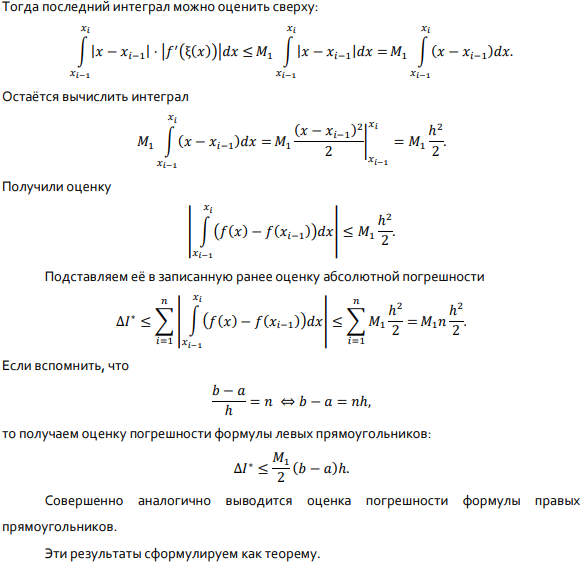 Тогда последний интеграл можно оценить сверху:
$$\int_{x_{i-1}}^{x_i} |x - x_{i-1}| \cdot |f'(\xi(x))| dx \le M_1 \int_{x_{i-1}}^{x_i} |x - x_{i-1}| dx = M_1 \int_{x_{i-1}}^{x_i} (x - x_{i-1}) dx.$$
Остаётся вычислить интеграл
$$M_1 \int_{x_{i-1}}^{x_i} (x - x_{i-1}) dx = M_1 \frac{(x - x_{i-1})^2}{2} \Big|_{x_{i-1}}^{x_i} = M_1 \frac{h^2}{2}.$$
Получили оценку
$$\left| \int_{x_{i-1}}^{x_i} (f(x) - f(x_{i-1})) dx \right| \le M_1 \frac{h^2}{2}.$$
Подставляем её в записанную ранее оценку абсолютной погрешности
$$\Delta I^* \le \sum_{i=1}^{n} \left| \int_{x_{i-1}}^{x_i} (f(x) - f(x_{i-1})) dx \right| \le \sum_{i=1}^{n} M_1 \frac{h^2}{2} = M_1 n \frac{h^2}{2}.$$
Если вспомнить, что
$$\frac{b - a}{h} = n \Leftrightarrow b - a = nh,$$
то получаем оценку погрешности формулы левых прямоугольников:
$$\Delta I^* \le \frac{M_1}{2} (b - a) h.$$
Совершенно аналогично выводится оценка погрешности формулы правых
прямоугольников.
Эти результаты сформулируем как теорему.